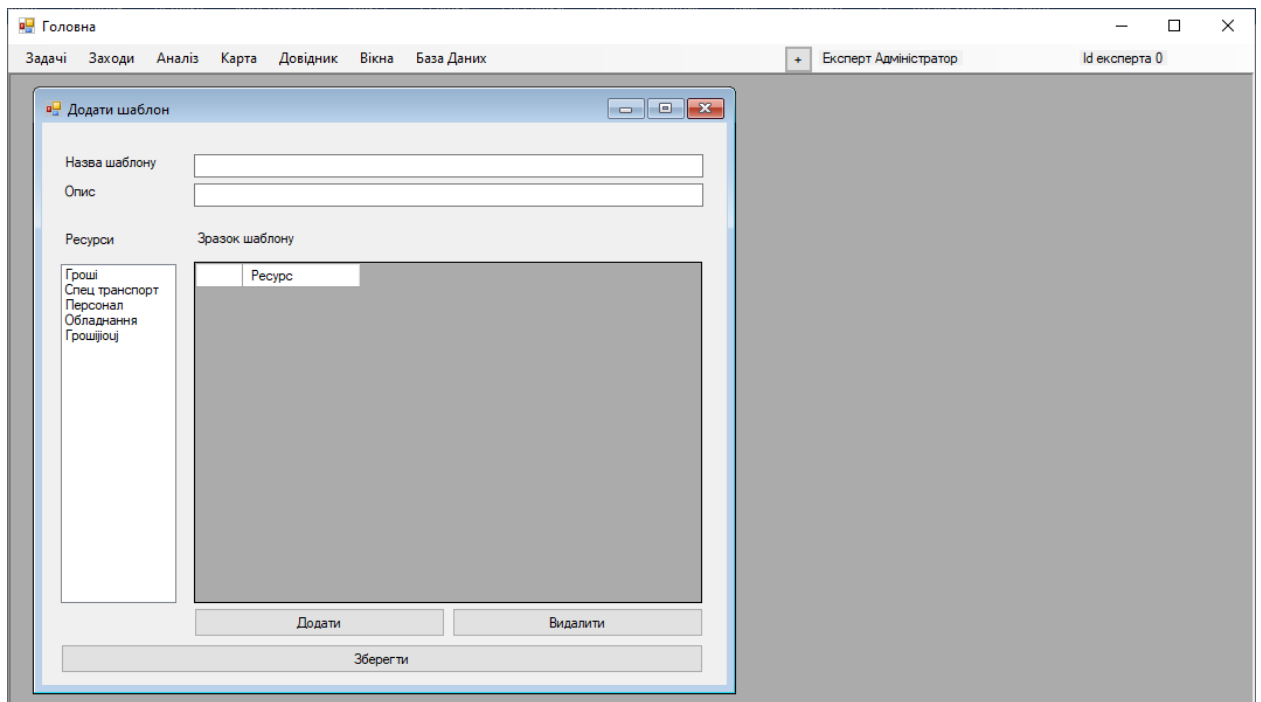 Головна
Задачі Заходи Аналіз Карта Довідник Вікна База Даних + Експерт Адміністратор Id експерта 0
Додати шаблон
Назва шаблону
Опис
Ресурси Зразок шаблону
Гроші
Спец транспорт
Персонал
Обладнання
Грошijioцj
Ресурс
Додати Видалити
Зберегти